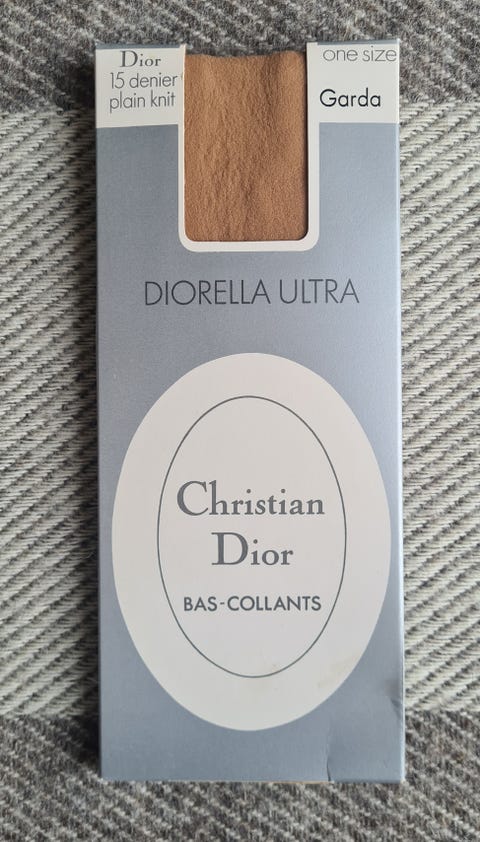 Dior
15 denier
plain knit
one size
Garda
DIORELLA ULTRA
Christian
Dior
BAS-COLLANTS